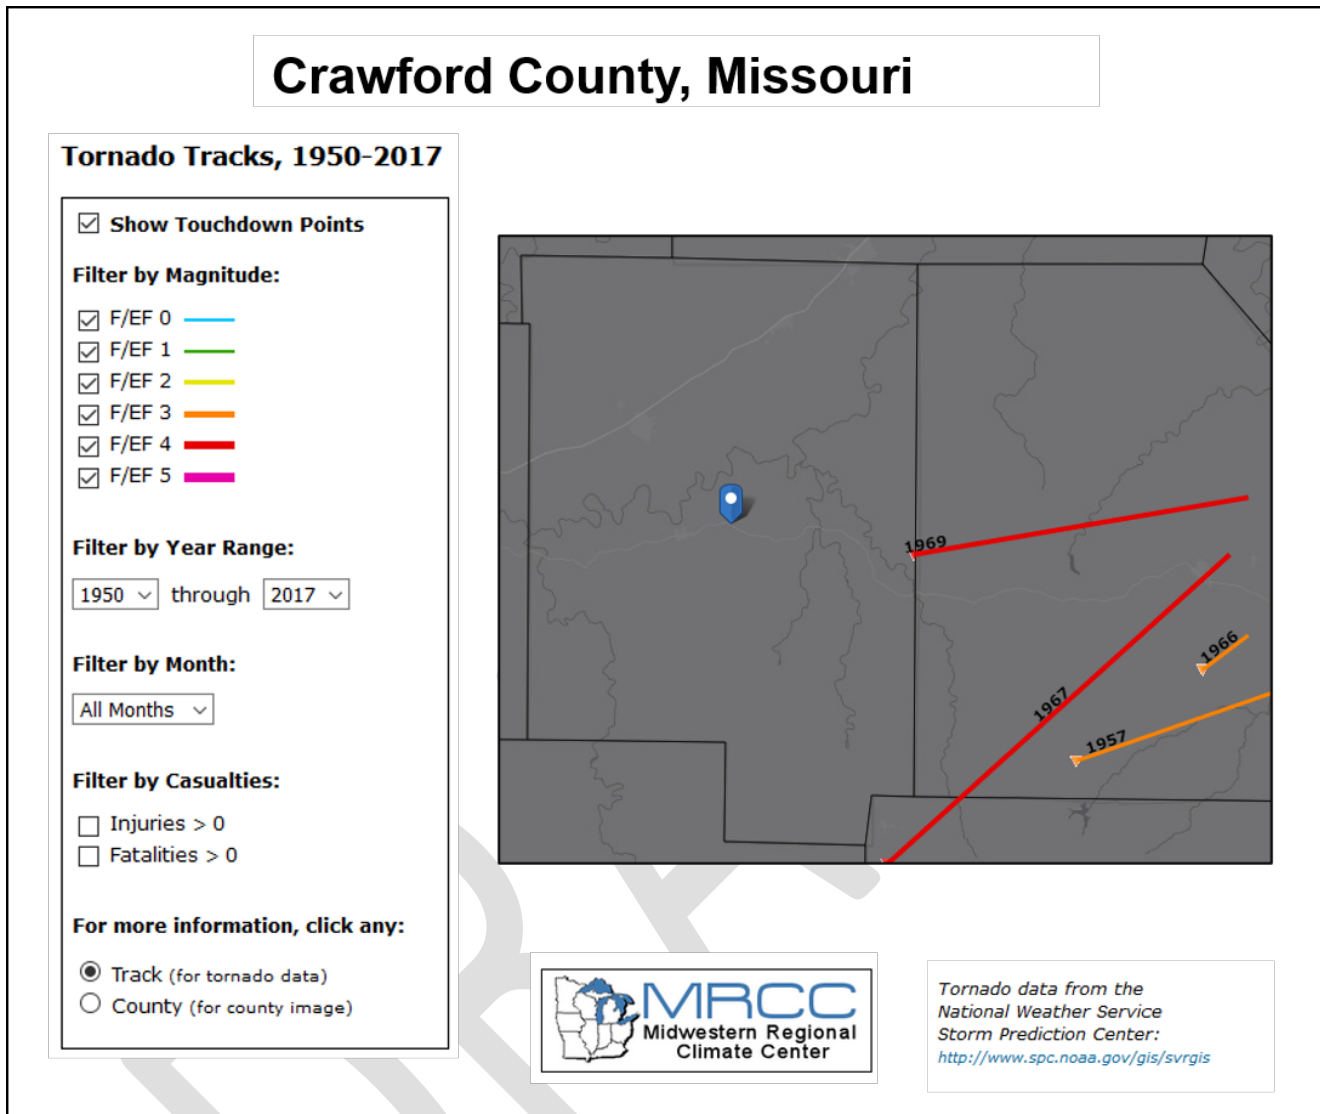 Crawford County, Missouri
Tornado Tracks, 1950-2017
Show Touchdown Points
Filter by Magnitude:
F/EF 0
F/EF 1
F/EF 2
F/EF 3
F/EF 4
F/EF 5
Filter by Year Range:
1950 through 2017
Filter by Month:
All Months
Filter by Casualties:
Injuries > 0
Fatalities > 0
For more information, click any:
Track (for tornado data)
County (for county image)
1969
1966
1967
1957
MRCC
Midwestern Regional
Climate Center
Tornado data from the
National Weather Service
Storm Prediction Center:
http://www.spc.noaa.gov/gis/svrgis